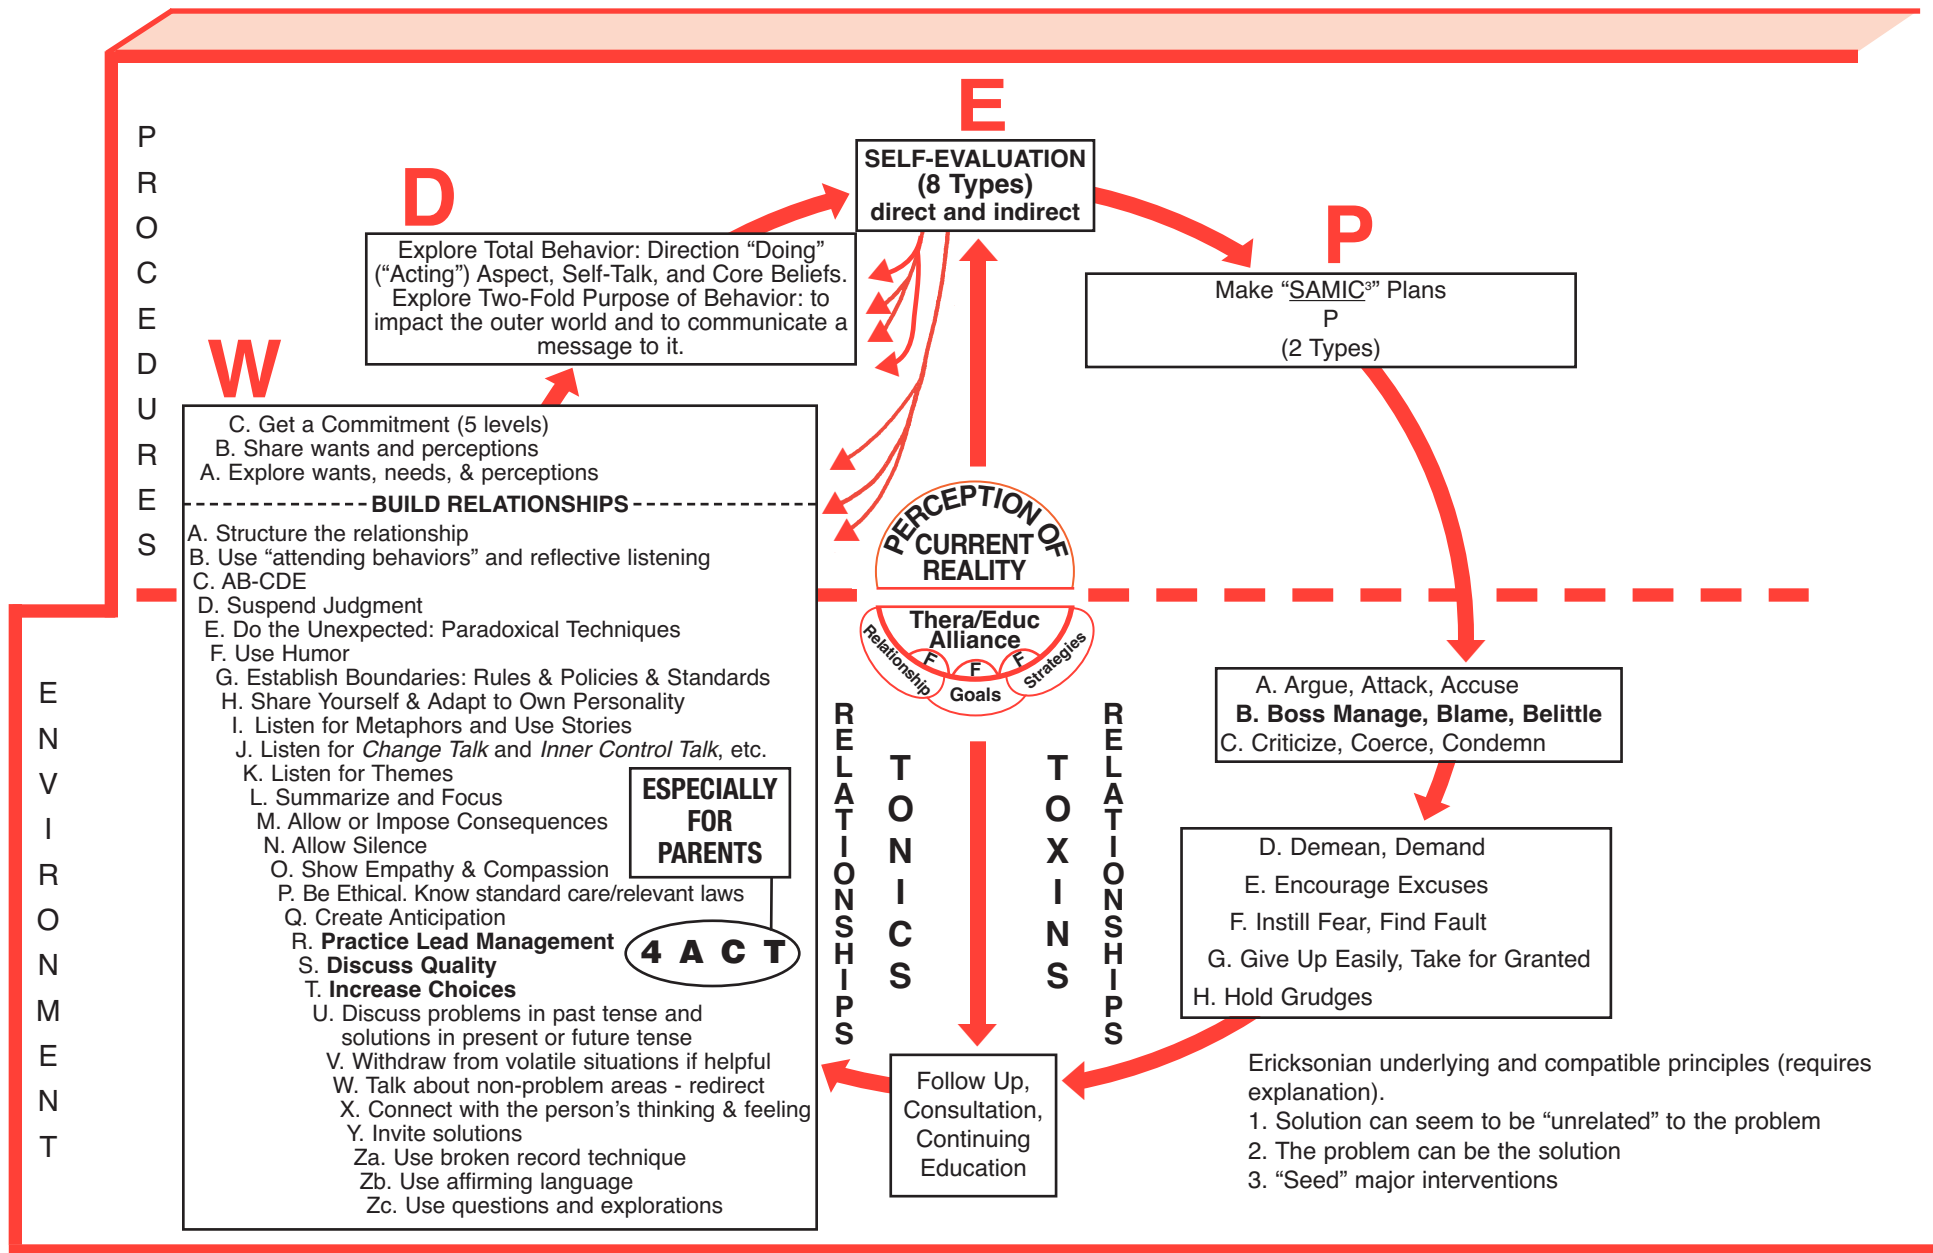 PROCEDURES
E
SELF-EVALUATION
(8 Types)
direct and indirect
D
Explore Total Behavior: Direction “Doing”
(“Acting”) Aspect, Self-Talk, and Core Beliefs.
Explore Two-Fold Purpose of Behavior: to
impact the outer world and to communicate a
message to it.
P
Make “SAMIC³” Plans
P
(2 Types)
W
C. Get a Commitment (5 levels)
B. Share wants and perceptions
A. Explore wants, needs, & perceptions
BUILD RELATIONSHIPS
A. Structure the relationship
B. Use “attending behaviors” and reflective listening
C. AB-CDE
D. Suspend Judgment
E. Do the Unexpected: Paradoxical Techniques
F. Use Humor
G. Establish Boundaries: Rules & Policies & Standards
H. Share Yourself & Adapt to Own Personality
I. Listen for Metaphors and Use Stories
J. Listen for Change Talk and Inner Control Talk, etc.
K. Listen for Themes
L. Summarize and Focus
M. Allow or Impose Consequences
N. Allow Silence
O. Show Empathy & Compassion
P. Be Ethical. Know standard care/relevant laws
Q. Create Anticipation
R. Practice Lead Management
S. Discuss Quality
T. Increase Choices
U. Discuss problems in past tense and
solutions in present or future tense
V. Withdraw from volatile situations if helpful
W. Talk about non-problem areas - redirect
X. Connect with the person’s thinking & feeling
Y. Invite solutions
Za. Use broken record technique
Zb. Use affirming language
Zc. Use questions and explorations
ESPECIALLY
FOR
PARENTS
4 A C T
PERCEPTION OF
CURRENT
REALITY
Thera/Educ
Alliance
F F F
Relationship
Goals
Strategies
ENVIRONMENT
RELATIONSHIPS
TONICS
TOXINS
RELATIONSHIPS
A. Argue, Attack, Accuse
B. Boss Manage, Blame, Belittle
C. Criticize, Coerce, Condemn
D. Demean, Demand
E. Encourage Excuses
F. Instill Fear, Find Fault
G. Give Up Easily, Take for Granted
H. Hold Grudges
Follow Up,
Consultation,
Continuing
Education
Ericksonian underlying and compatible principles (requires
explanation).
1. Solution can seem to be “unrelated” to the problem
2. The problem can be the solution
3. “Seed” major interventions